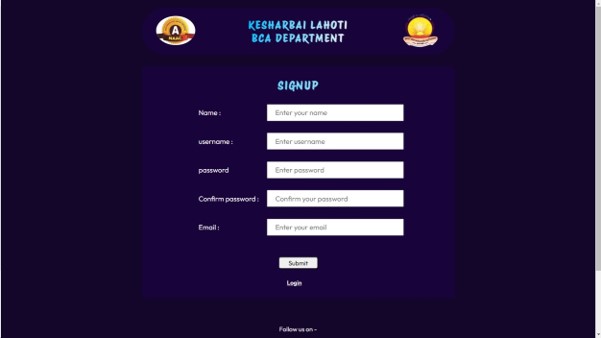 KESHARBAI LAHOTI
BCA DEPARTMENT
SIGNUP
Name :
Enter your name
username :
Enter username
password
Enter password
Confirm password :
Confirm your password
Email :
Enter your email
Submit
Login
Follow us on -